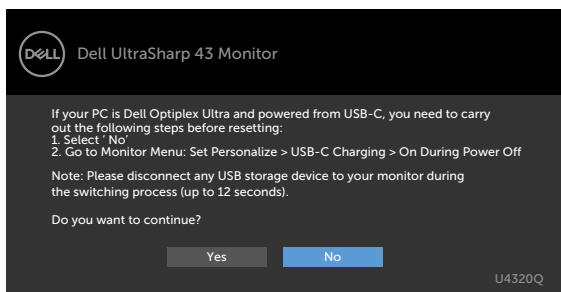 DELL
Dell UltraSharp 43 Monitor
If your PC is Dell Optiplex Ultra and powered from USB-C, you need to carry
out the following steps before resetting:
1. Select ‘ No’
2. Go to Monitor Menu: Set Personalize > USB-C Charging > On During Power Off
Note: Please disconnect any USB storage device to your monitor during
the switching process (up to 12 seconds).
Do you want to continue?
Yes No
U4320Q